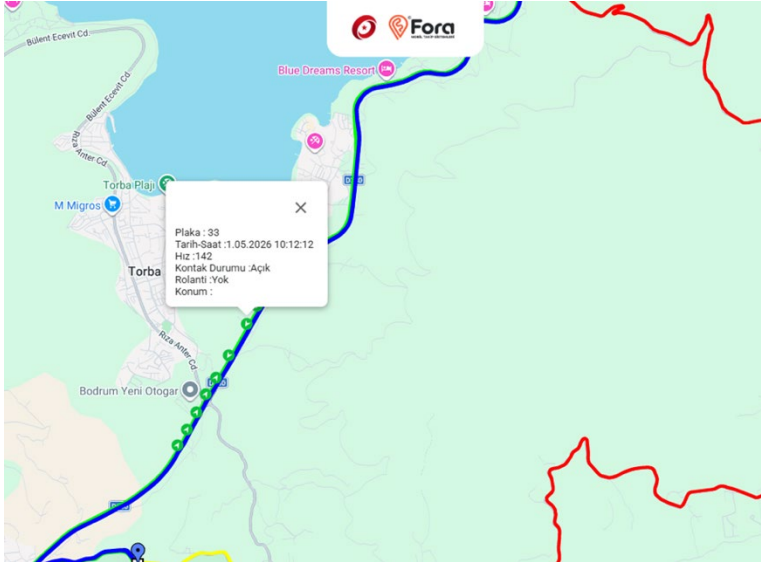 Fora
Bülent Ecevit Cd.
Bülent Ecevit Cd.
Blue Dreams Resort
Rıza Anter Cd
Torba Plajı
M Migros
Plaka : 33
Tarih-Saat :1.05.2026 10:12:12
Hız :142
Kontak Durumu :Açık
Rolanti :Yok
Konum :
Torba
Rıza Anter Cd
Bodrum Yeni Otogar